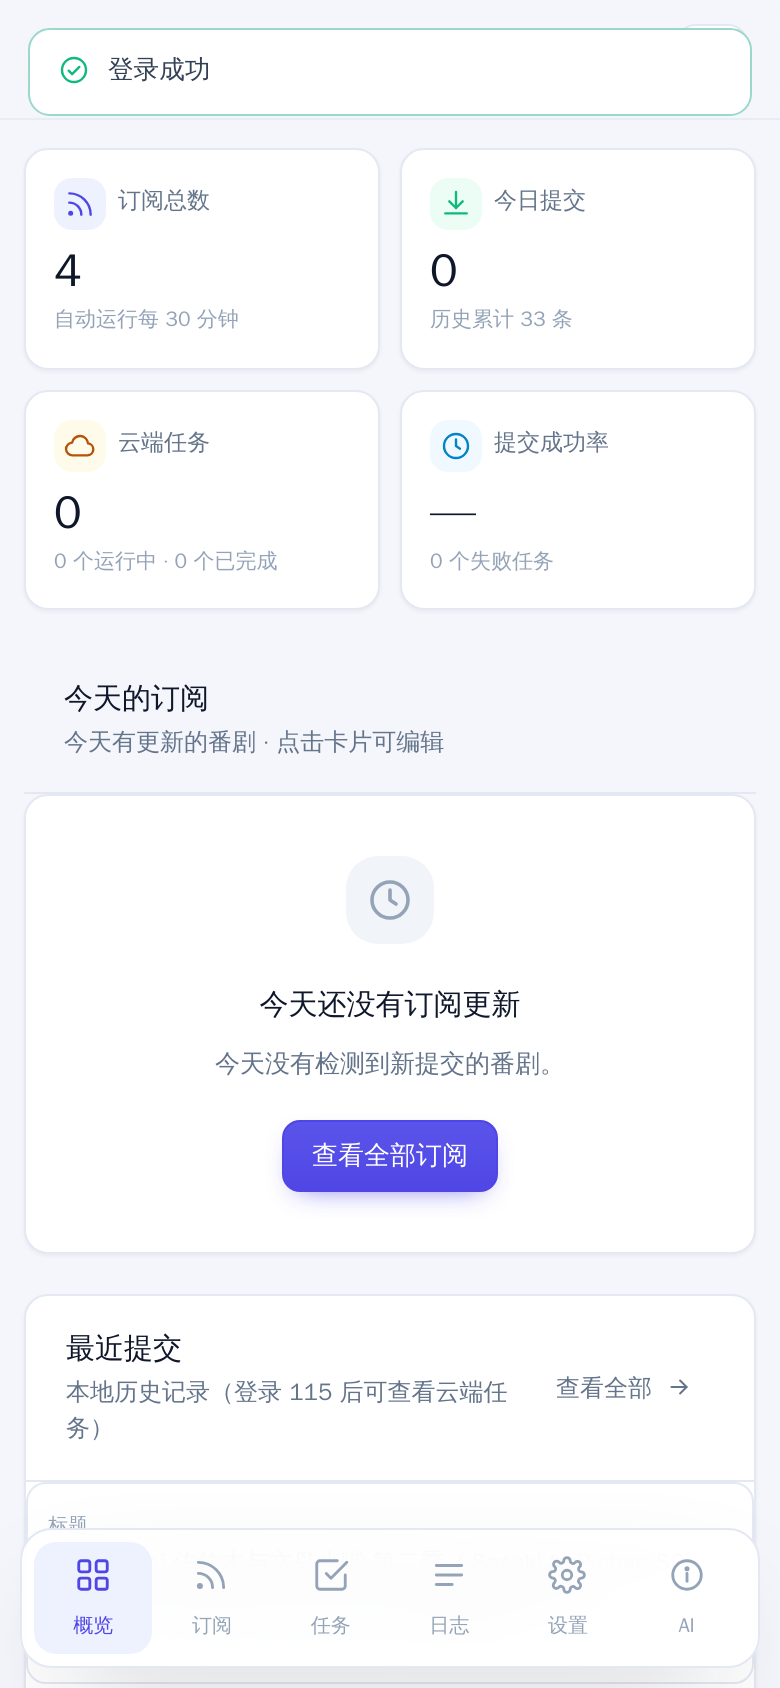 登录成功
订阅总数
4
自动运行每 30 分钟
今日提交
0
历史累计 33 条
云端任务
0
0 个运行中 · 0 个已完成
提交成功率
—
0 个失败任务
今天的订阅
今天有更新的番剧 · 点击卡片可编辑
今天还没有订阅更新
今天没有检测到新提交的番剧。
查看全部订阅
最近提交
本地历史记录（登录 115 后可查看云端任
务）
查看全部 →
标题
概览
订阅
任务
日志
设置
AI